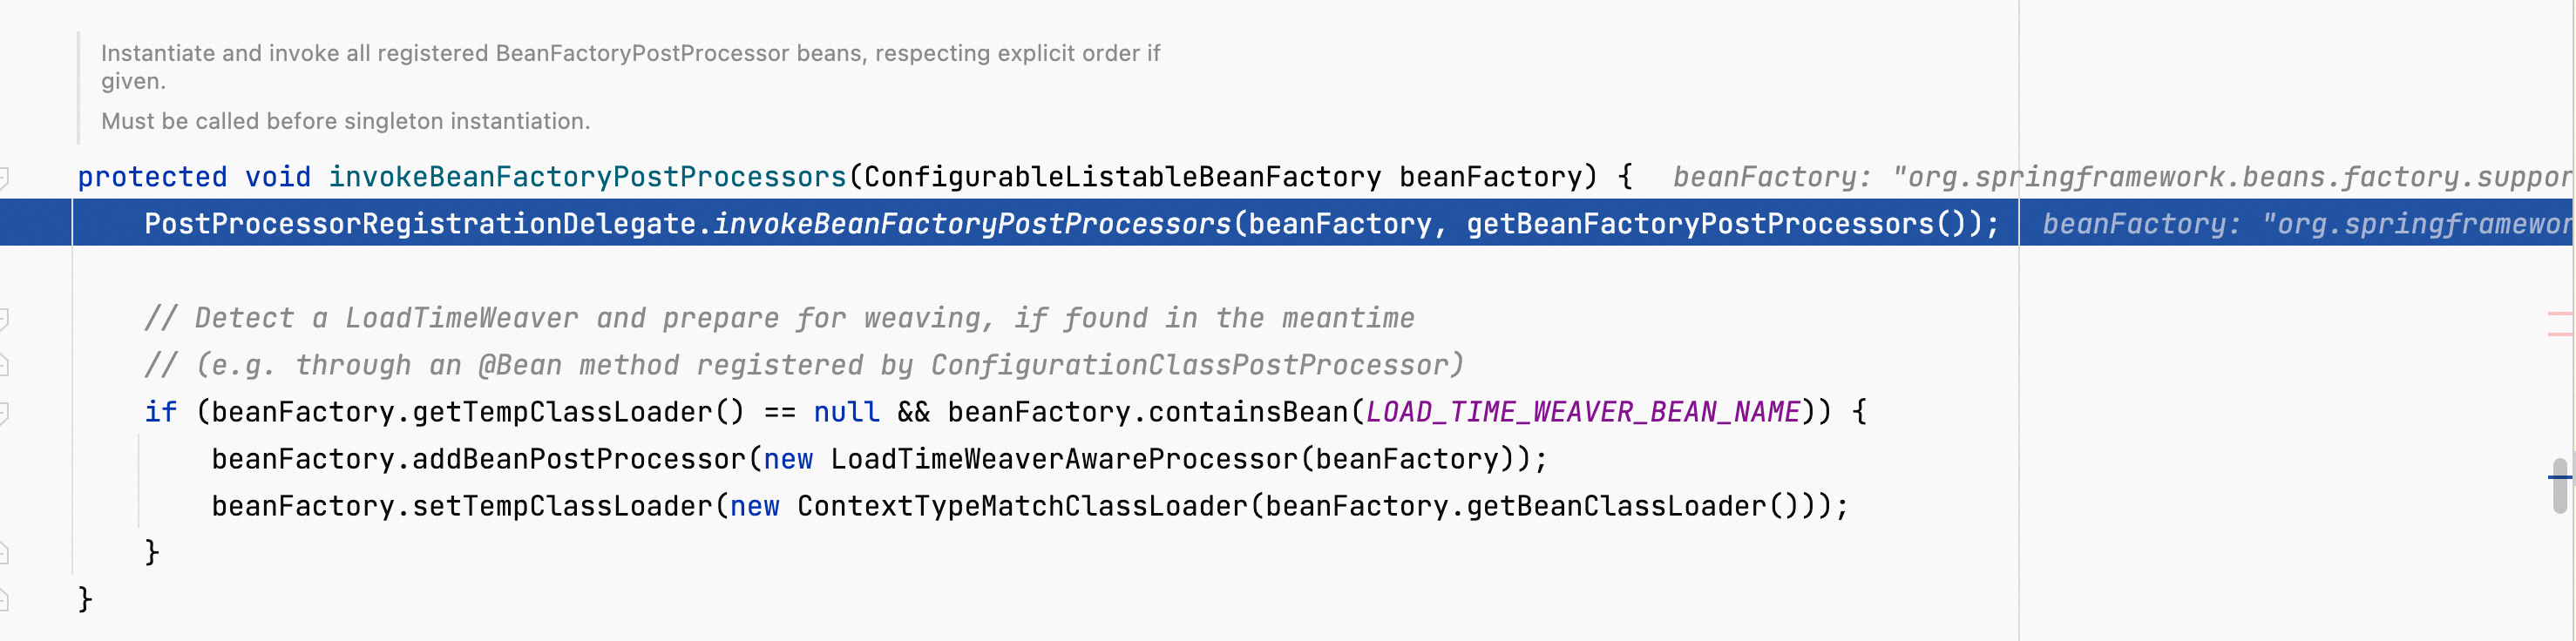 Instantiate and invoke all registered BeanFactoryPostProcessor beans, respecting explicit order if
given.
Must be called before singleton instantiation.
protected void invokeBeanFactoryPostProcessors(ConfigurableListableBeanFactory beanFactory) {  beanFactory: "org.springframework.beans.factory.suppor
PostProcessorRegistrationDelegate.invokeBeanFactoryPostProcessors(beanFactory, getBeanFactoryPostProcessors());  beanFactory: "org.springframewor
// Detect a LoadTimeWeaver and prepare for weaving, if found in the meantime
// (e.g. through an @Bean method registered by ConfigurationClassPostProcessor)
if (beanFactory.getTempClassLoader() == null && beanFactory.containsBean(LOAD_TIME_WEAVER_BEAN_NAME)) {
beanFactory.addBeanPostProcessor(new LoadTimeWeaverAwareProcessor(beanFactory));
beanFactory.setTempClassLoader(new ContextTypeMatchClassLoader(beanFactory.getBeanClassLoader()));
}
}